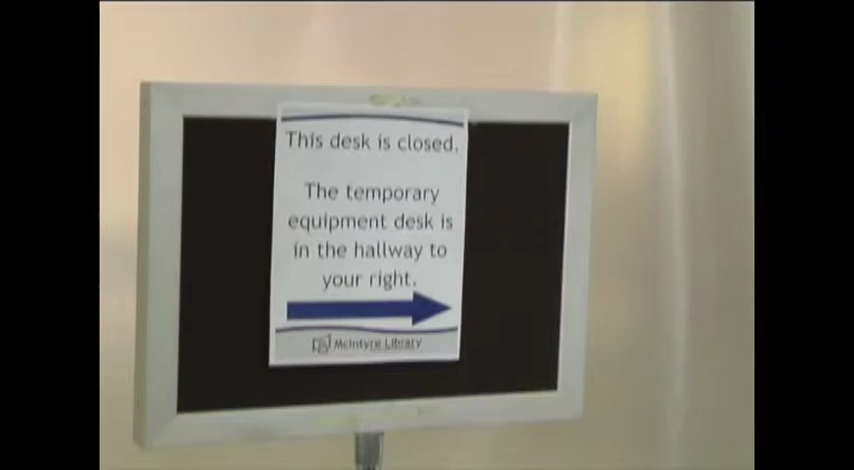 This desk is closed.
The temporary
equipment desk is
in the hallway to
your right.
McIntyre Library